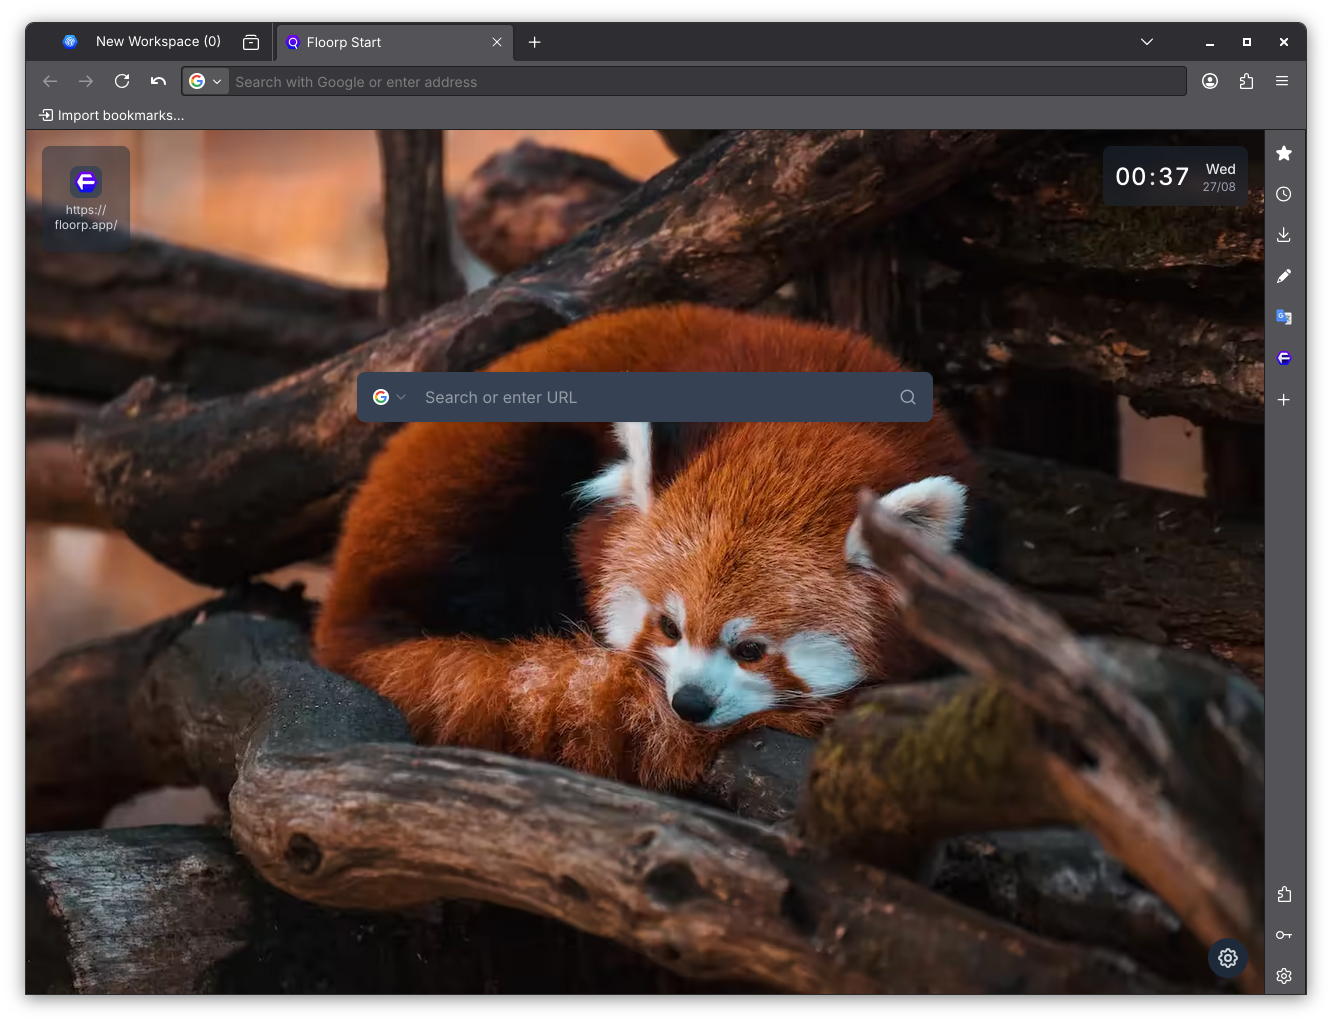 New Workspace (0)
Floorp Start
Search with Google or enter address
Import bookmarks...
https://
floorp.app/
00:37
Wed
27/08
Search or enter URL